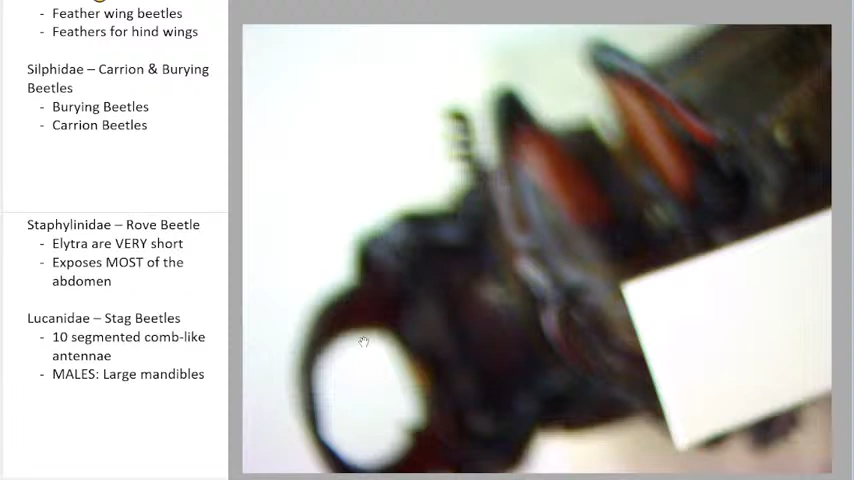 - Feather wing beetles
- Feathers for hind wings
Silphidae – Carrion & Burying
Beetles
- Burying Beetles
- Carrion Beetles
Staphylinidae – Rove Beetle
- Elytra are VERY short
- Exposes MOST of the
abdomen
Lucanidae – Stag Beetles
- 10 segmented comb-like
antennae
- MALES: Large mandibles